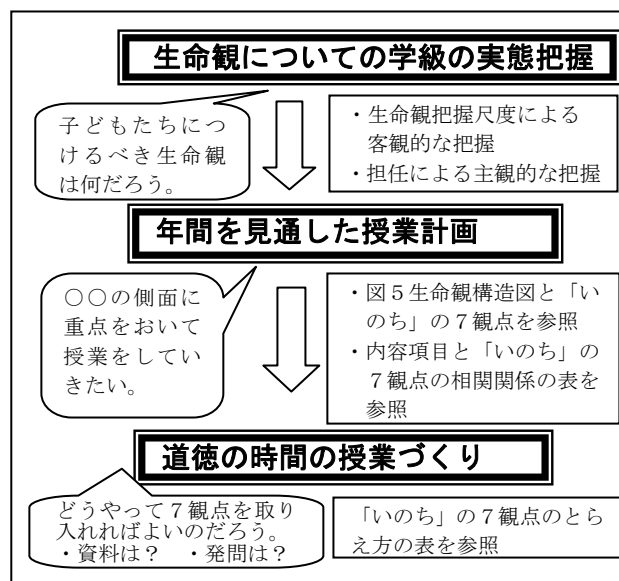 生命観についての学級の実態把握
子どもたちにつ
けるべき生命観
は何だろう。
・生命観把握尺度による
客観的な把握
・担任による主観的な把握
年間を見通した授業計画
○○の側面に
重点をおいて
授業をしてい
きたい。
・図５生命観構造図と「い
のち」の７観点を参照
・内容項目と「いのち」の
７観点の相関関係の表を
参照
道徳の時間の授業づくり
どうやって７観点を取り
入れればよいのだろう。
・資料は？　・発問は？
「いのち」の７観点のとら
え方の表を参照